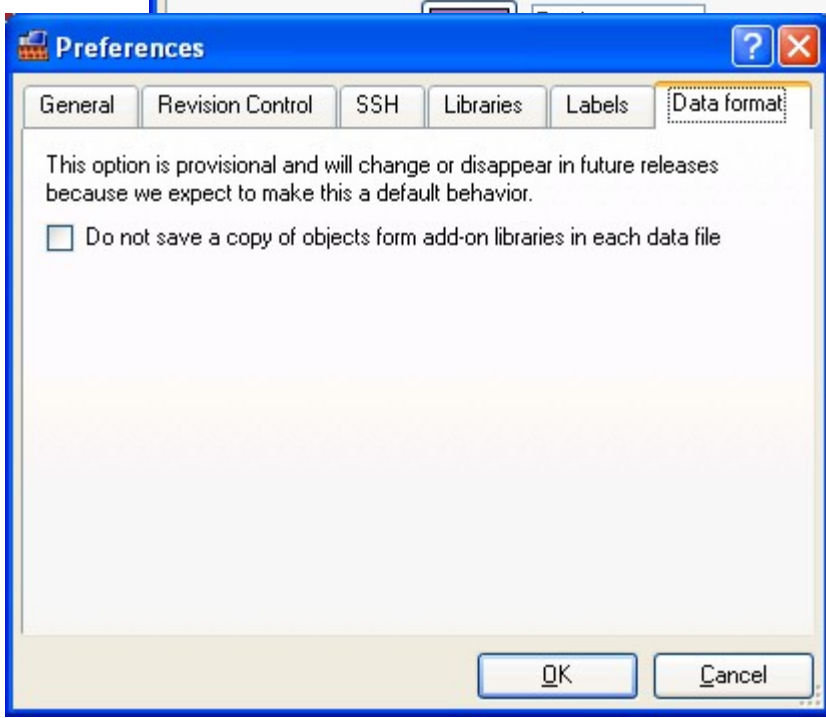 Preferences
General Revision Control SSH Libraries Labels Data format
This option is provisional and will change or disappear in future releases
because we expect to make this a default behavior.
Do not save a copy of objects form add-on libraries in each data file
OK Cancel